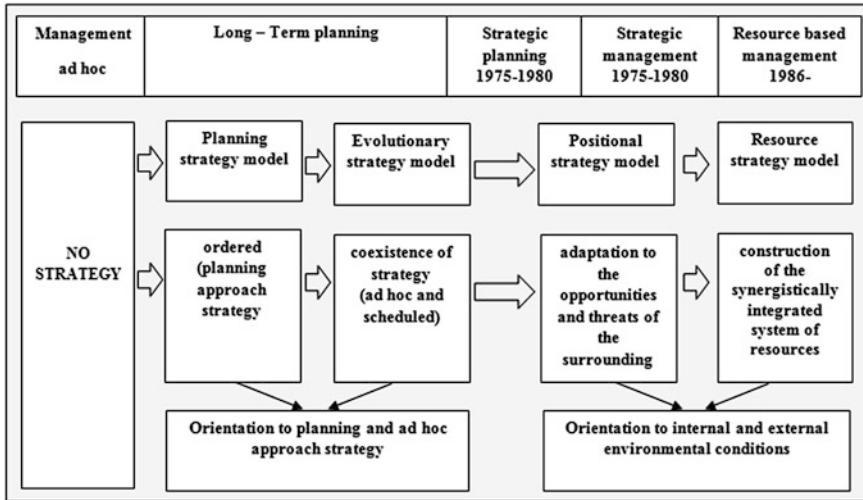 Management
ad hoc
Long – Term planning
Strategic
planning
1975-1980
Strategic
management
1975-1980
Resource based
management
1986-
NO
STRATEGY
Planning
strategy model
Evolutionary
strategy model
Positional
strategy model
Resource
strategy model
ordered
(planning
approach
strategy
coexistence of
strategy
(ad hoc and
scheduled)
adaptation to
the
opportunities
and threats of
the
surrounding
construction
of the
synergistically
integrated
system of
resources
Orientation to planning and ad hoc
approach strategy
Orientation to internal and external
environmental conditions